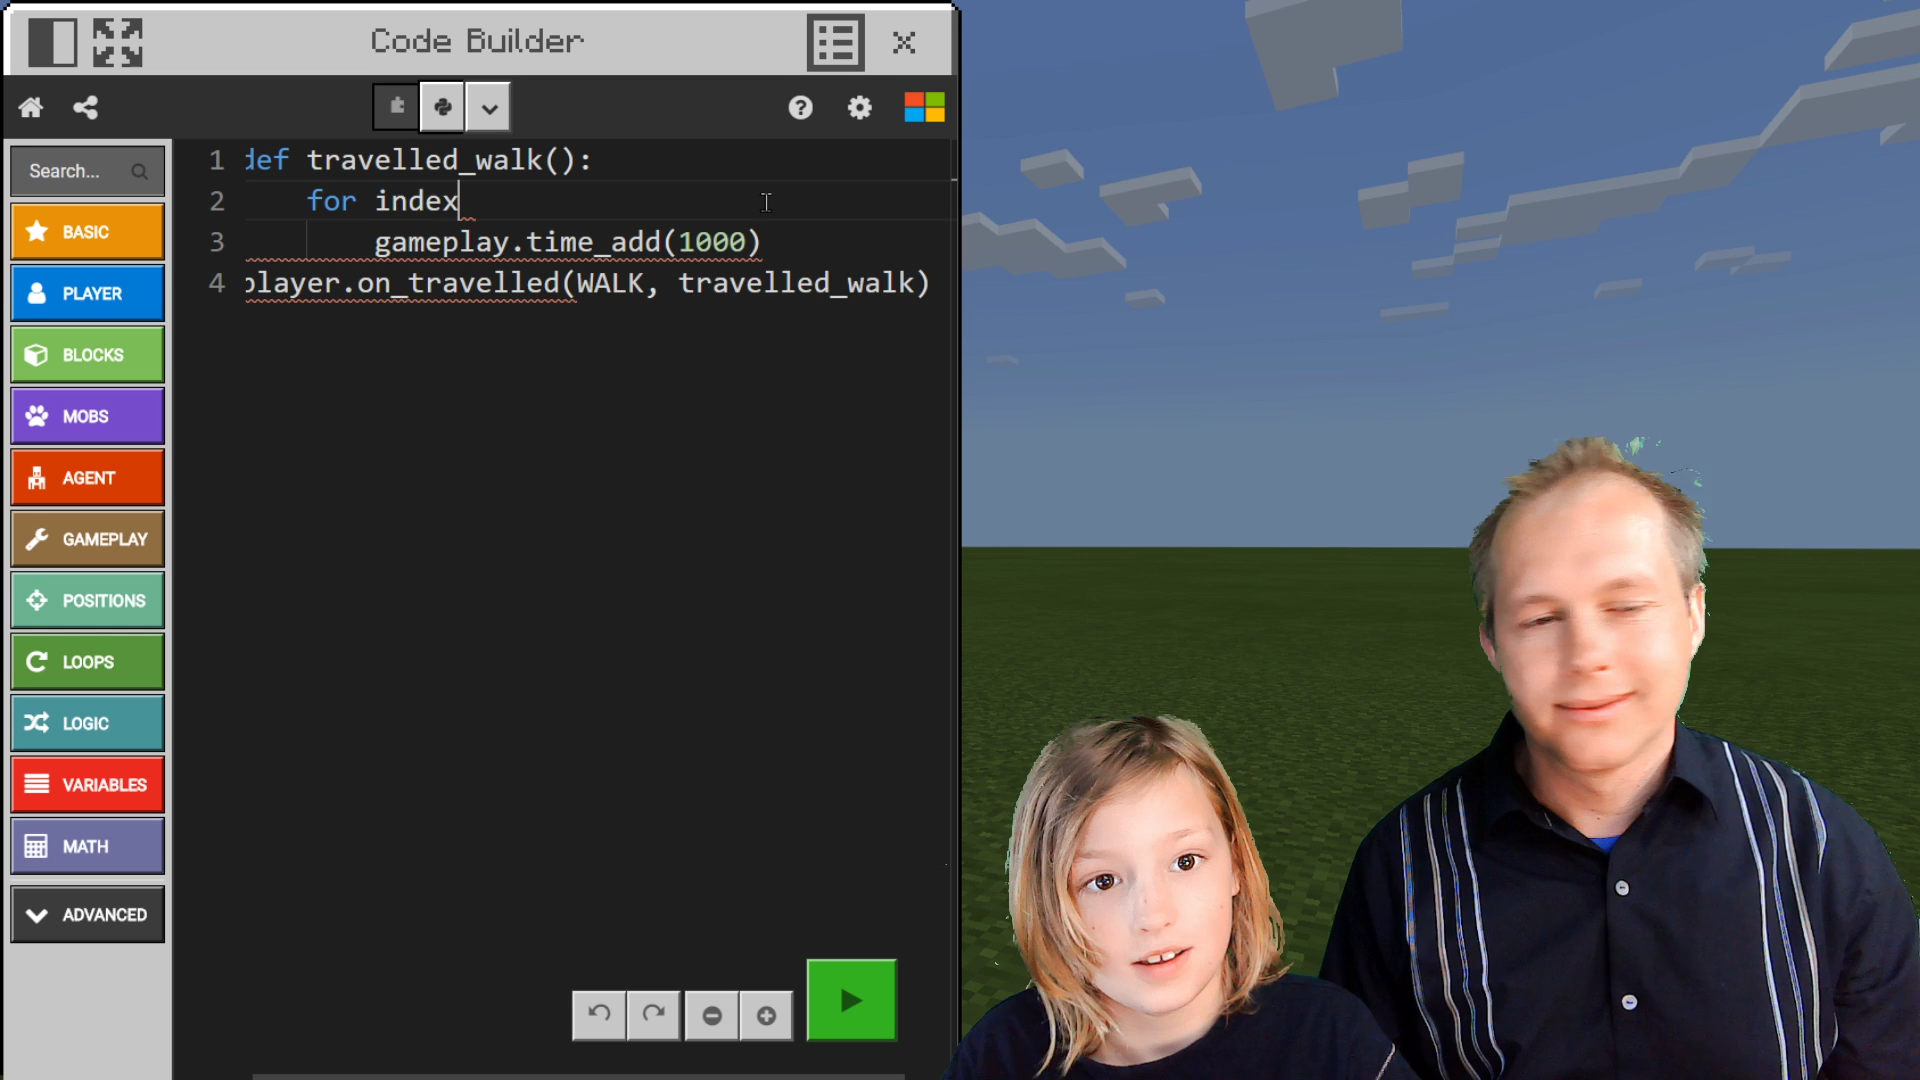 Code Builder
Search...
BASIC
PLAYER
BLOCKS
MOBS
AGENT
GAMEPLAY
POSITIONS
LOOPS
LOGIC
VARIABLES
MATH
ADVANCED
1 def travelled_walk():
2 for index
3 gameplay.time_add(1000)
4 player.on_travelled(WALK, travelled_walk)